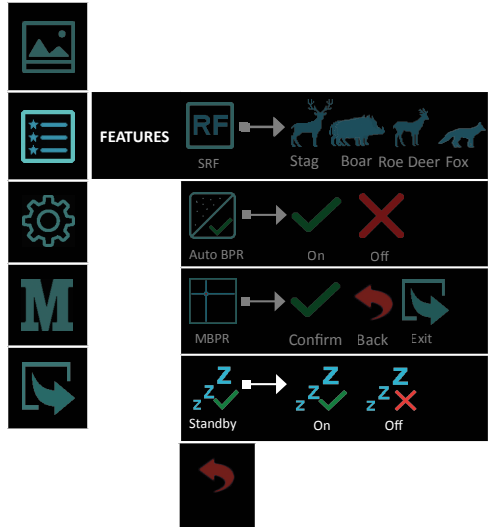 FEATURES
RF
SRF
Stag Boar Roe Deer Fox
Auto BPR On Off
M
MBPR Confirm Back Exit
z z Z
z z Z
z z Z
Standby On Off